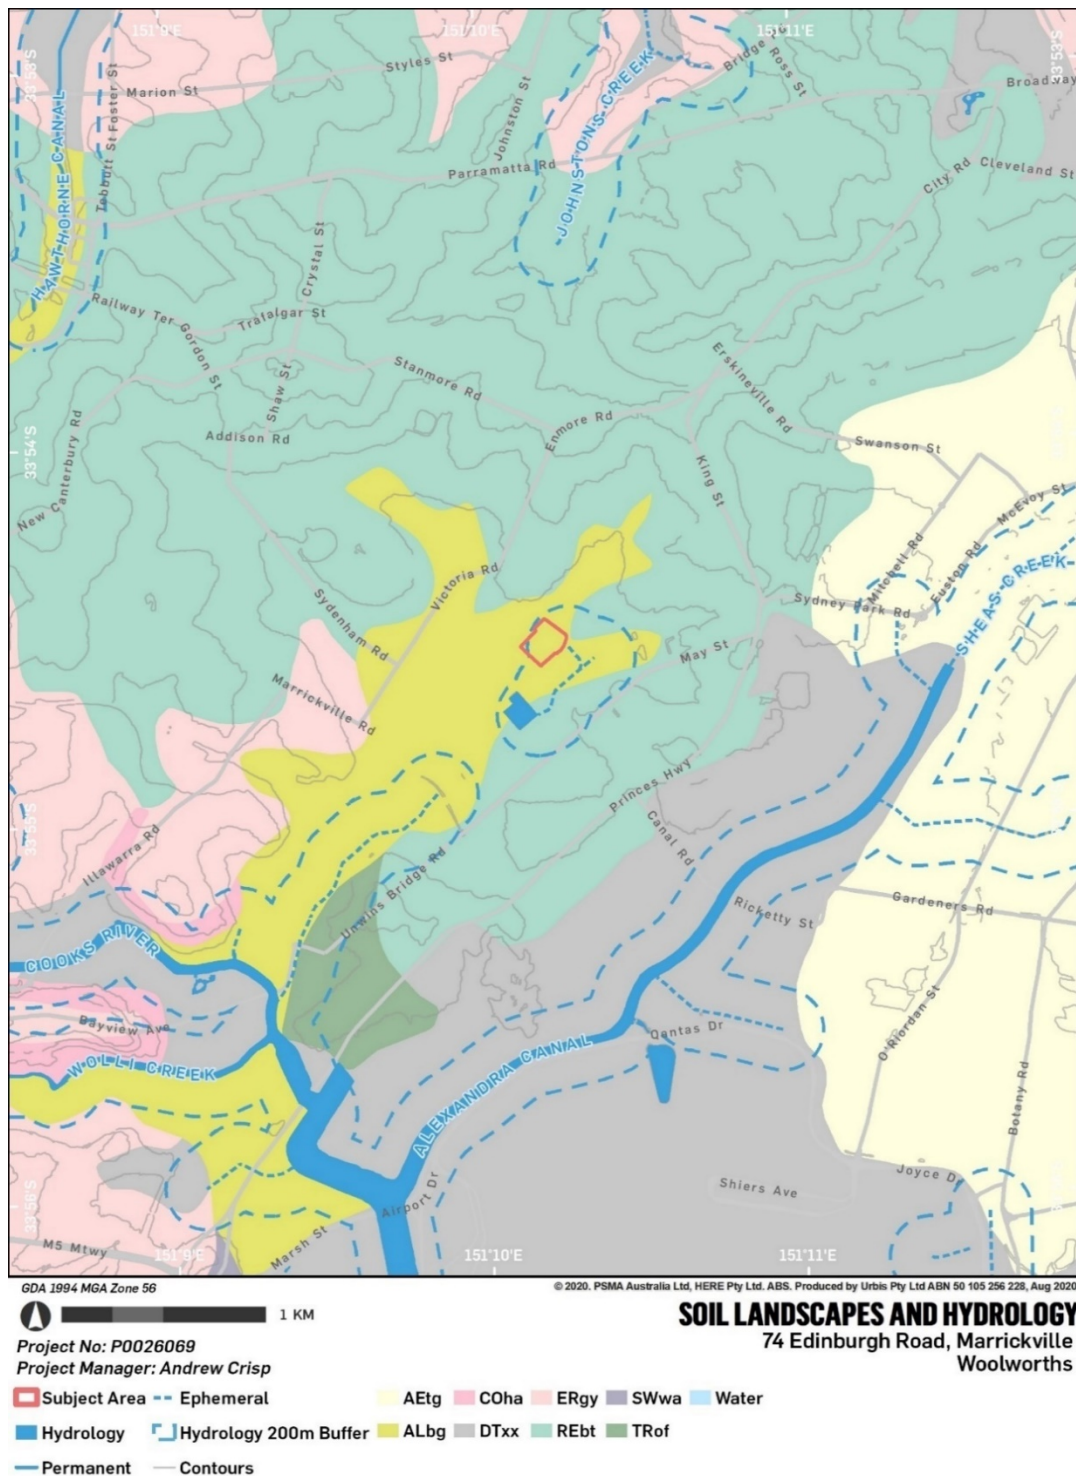 151°9'E
151°10'E
151°11'E
33°53'S
33°53'S
Styles St
Bridge
Ross St
Broadway
Marion St
Foster St
Tebbutt St
Johnston St
JOHNSTONS CREEK
HAWTHORNE CANAL
Parramatta Rd
City Rd
Cleveland St
Crystal St
Railway Ter
Trafalgar St
Gordon St
Stanmore Rd
Erskineville Rd
Shaw St
Enmore Rd
Addison Rd
Swanson St
33°54'S
New Canterbury Rd
King St
McEvoy St
Mitchell Rd
Euston Rd
Victoria Rd
Sydney Park Rd
SHEAS CREEK
Sydenham Rd
May St
Marrickville Rd
Princes Hwy
33°55'S
Illawarra Rd
Canal Rd
Unwins Bridge Rd
Gardeners Rd
Ricketty St
COOKS RIVER
Bayview Ave
O'Riordan St
Qantas Dr
WOLLI CREEK
ALEXANDRA CANAL
Botany Rd
Joyce D
Shiers Ave
Airport Dr
33°56'S
M5 Mtwy
Marsh St
151°9'E
151°10'E
151°11'E
GDA 1994 MGA Zone 56
© 2020. PSMA Australia Ltd, HERE Pty Ltd. ABS. Produced by Urbis Pty Ltd ABN 50 105 256 228, Aug 2020
1 KM
SOIL LANDSCAPES AND HYDROLOGY
74 Edinburgh Road, Marrickville
Woolworths
Project No: P0026069
Project Manager: Andrew Crisp
Subject Area
Ephemeral
AEtg
COha
ERgy
SWwa
Water
Hydrology
Hydrology 200m Buffer
ALbg
DTxx
REbt
TRof
Permanent
Contours